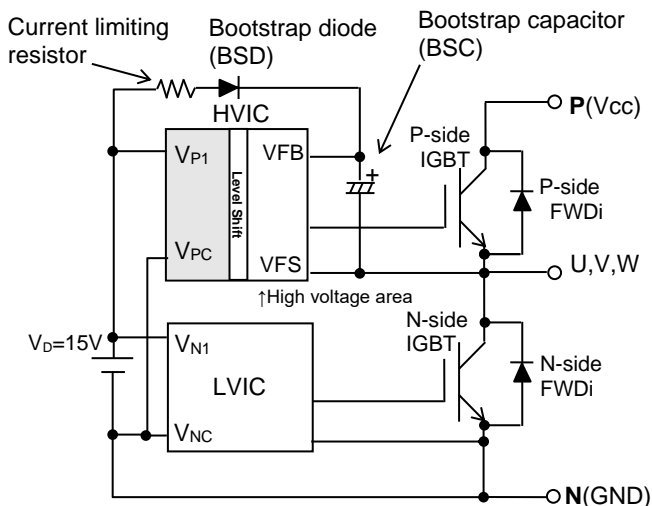 Current limiting
resistor
Bootstrap diode
(BSD)
Bootstrap capacitor
(BSC)
HVIC
P(Vcc)
VP1
Level Shift
VFB
+
P-side
IGBT
P-side
FWDi
VPC
VFS
U,V,W
↑High voltage area
VD=15V
VN1
LVIC
N-side
IGBT
N-side
FWDi
VNC
N(GND)